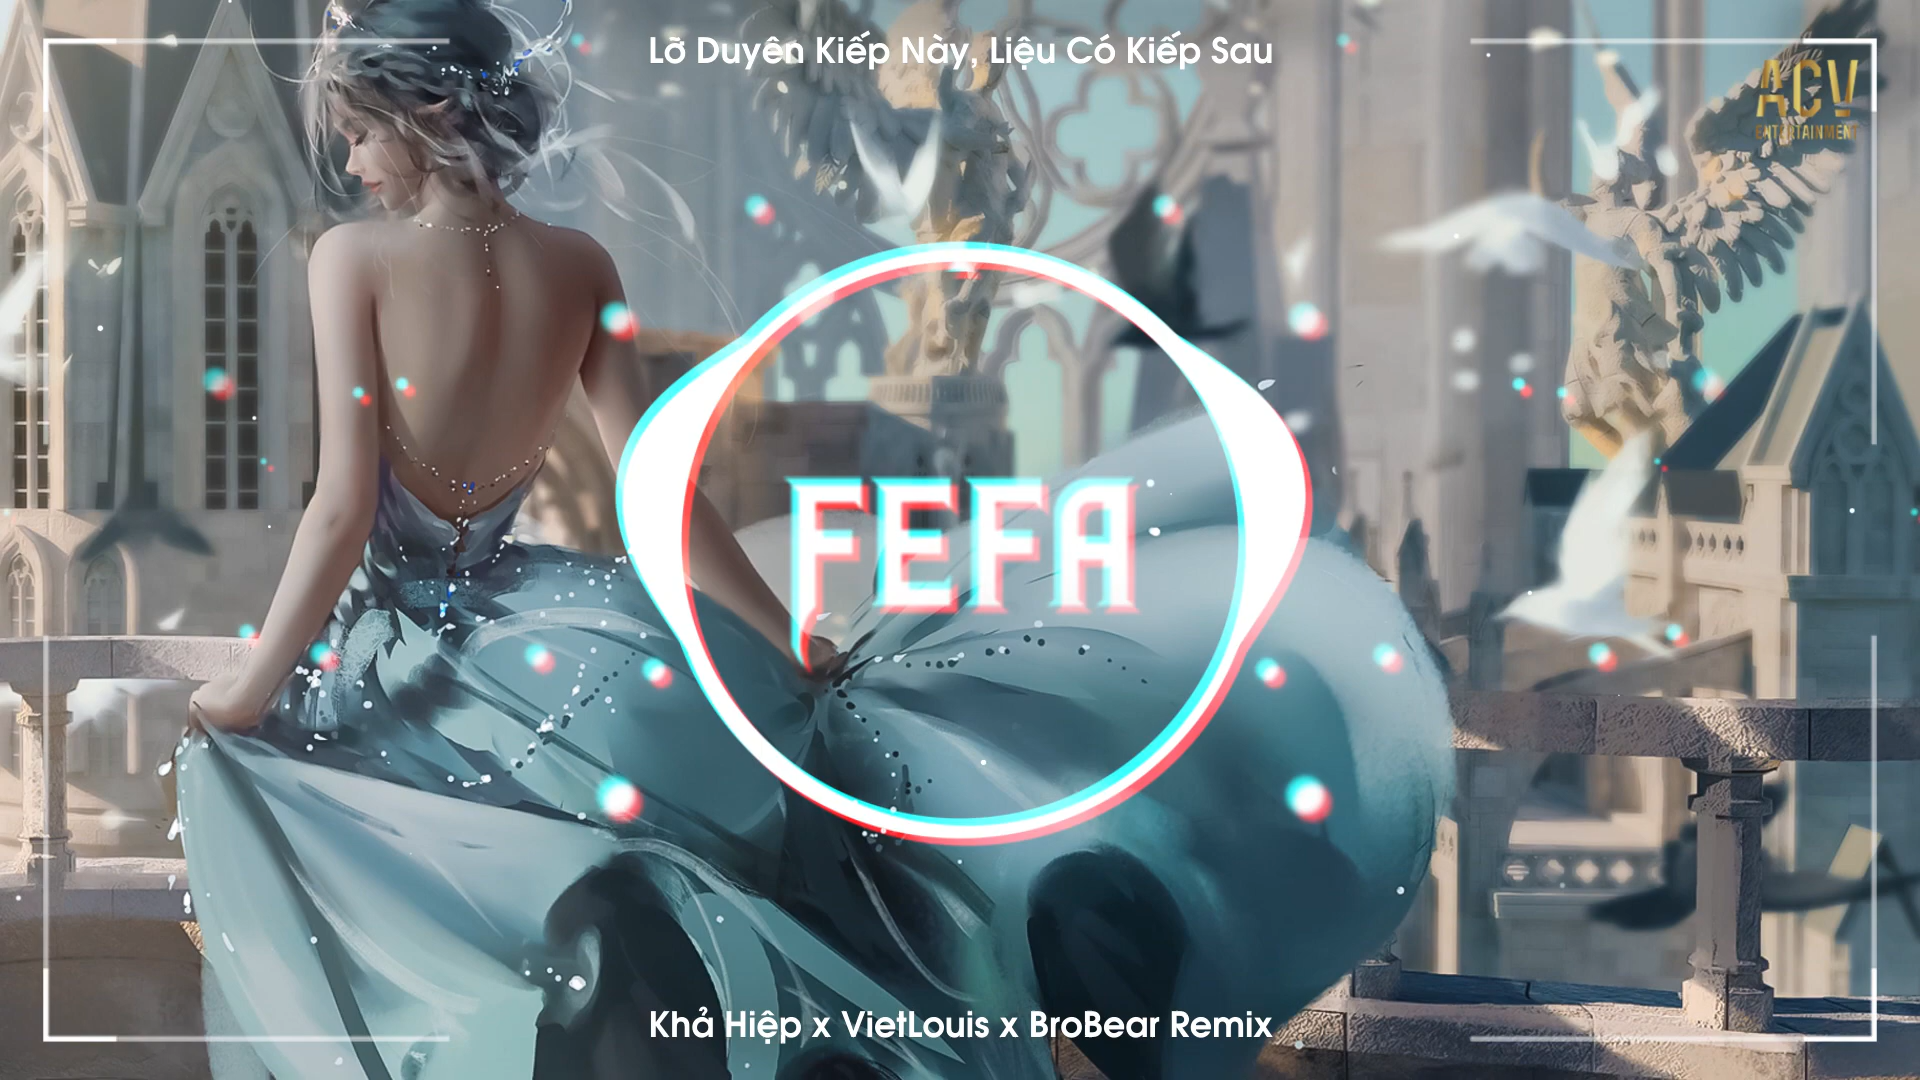 Lỡ Duyên Kiếp Này, Liệu Có Kiếp Sau
ACV
ENTERTAINMENT
FEFA
Khả Hiệp x VietLouis x BroBear Remix